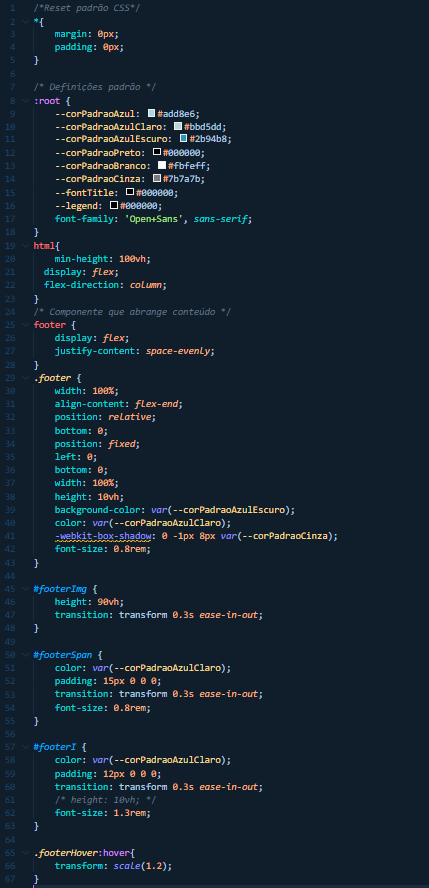 1 /*Reset padrão CSS*/
2 *{
3 margin: 0px;
4 padding: 0px;
5 }
6
7 /* Definições padrão */
8 :root {
9 --corPadraoAzul: #add8e6;
10 --corPadraoAzulClaro: #bbd5dd;
11 --corPadraoAzulEscuro: #2b94b8;
12 --corPadraoPreto: #000000;
13 --corPadraoBranco: #fbfeff;
14 --corPadraoCinza: #7b7a7b;
15 --fontTitle: #000000;
16 --legend: #000000;
17 font-family: 'Open+Sans', sans-serif;
18 }
19 html{
20 min-height: 100vh;
21 display: flex;
22 flex-direction: column;
23 }
24 /* Componente que abrange conteúdo */
25 footer {
26 display: flex;
27 justify-content: space-evenly;
28 }
29 .footer {
30 width: 100%;
31 align-content: flex-end;
32 position: relative;
33 bottom: 0;
34 position: fixed;
35 left: 0;
36 bottom: 0;
37 width: 100%;
38 height: 10vh;
39 background-color: var(--corPadraoAzulEscuro);
40 color: var(--corPadraoAzulClaro);
41 -webkit-box-shadow: 0 -1px 8px var(--corPadraoCinza);
42 font-size: 0.8rem;
43 }
44
45 #footerImg {
46 height: 90vh;
47 transition: transform 0.3s ease-in-out;
48 }
49
50 #footerSpan {
51 color: var(--corPadraoAzulClaro);
52 padding: 15px 0 0 0;
53 transition: transform 0.3s ease-in-out;
54 font-size: 0.8rem;
55 }
56
57 #footerI {
58 color: var(--corPadraoAzulClaro);
59 padding: 12px 0 0 0;
60 transition: transform 0.3s ease-in-out;
61 /* height: 10vh; */
62 font-size: 1.3rem;
63 }
64
65 .footerHover:hover{
66 transform: scale(1.2);
67 }